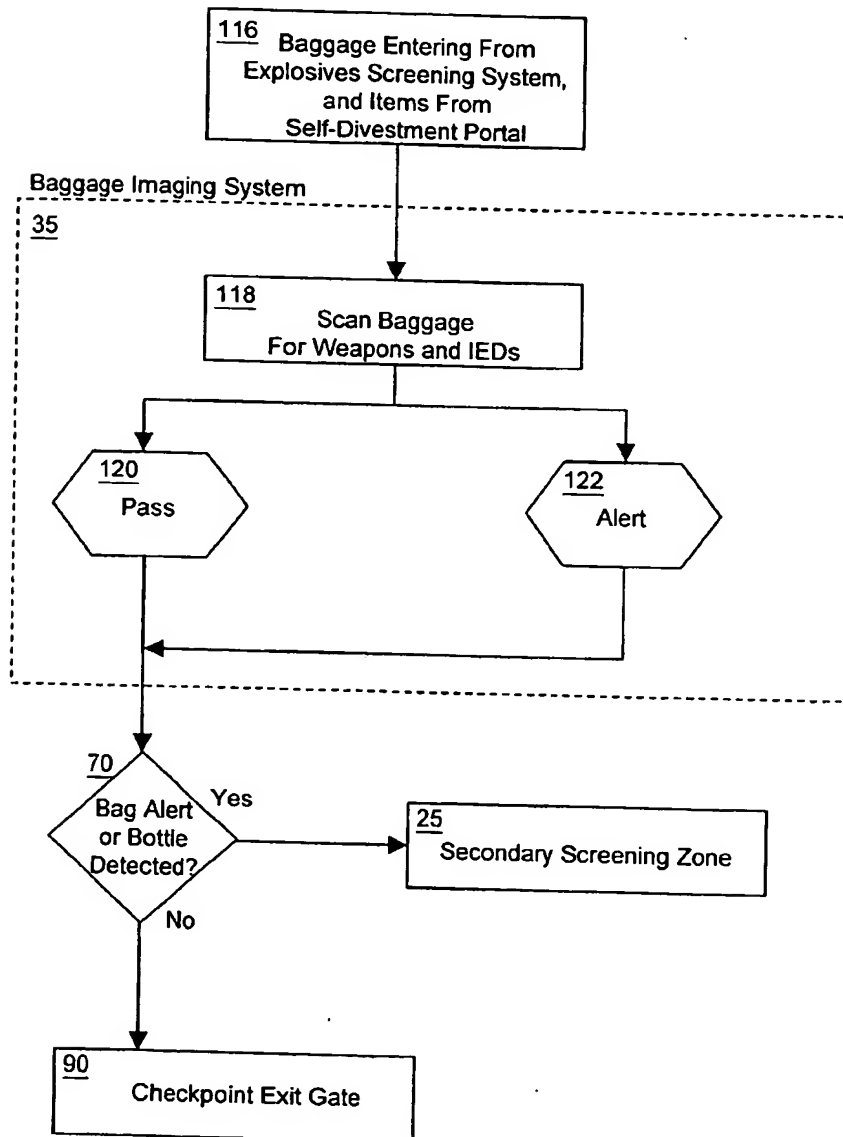 116
Baggage Entering From
Explosives Screening System,
and Items From
Self-Divestment Portal
Baggage Imaging System
35
118
Scan Baggage
For Weapons and IEDs
120
Pass
122
Alert
70
Bag Alert
or Bottle
Detected?
Yes
No
25
Secondary Screening Zone
90
Checkpoint Exit Gate